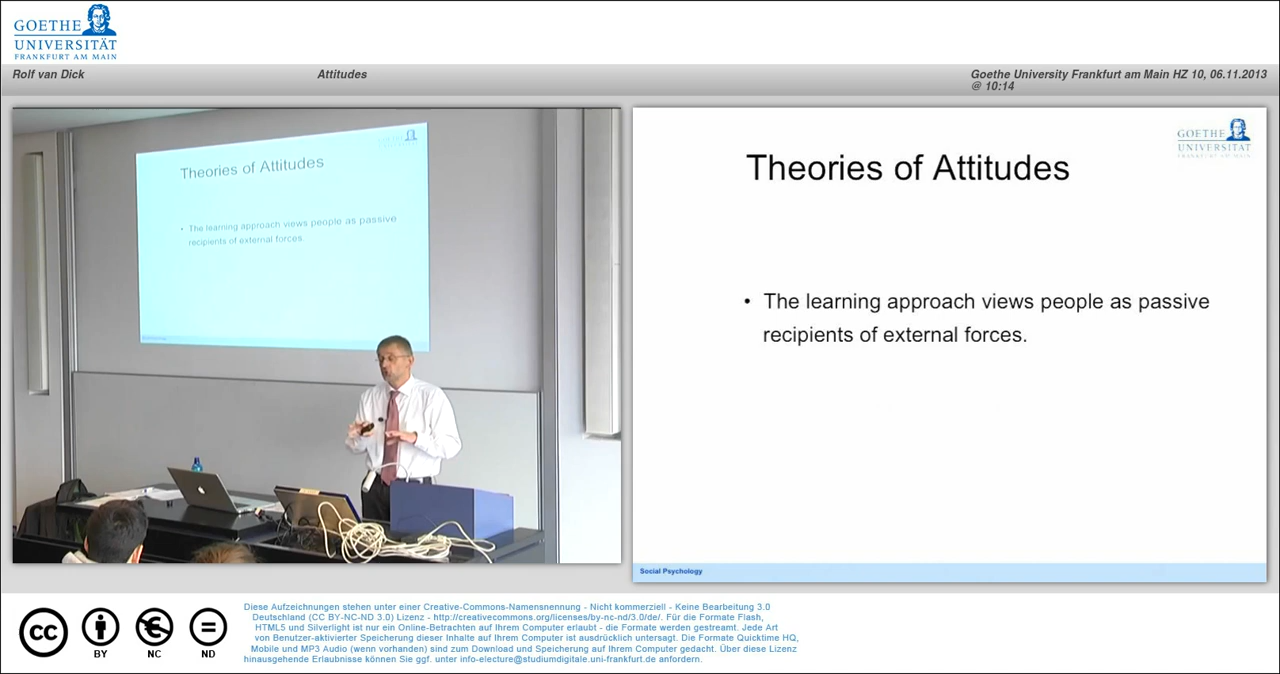 GOETHE
UNIVERSITÄT
FRANKFURT AM MAIN
Rolf van Dick
Attitudes
Goethe University Frankfurt am Main HZ 10, 06.11.2013
@ 10:14
Theories of Attitudes
• The learning approach views people as passive
recipients of external forces.
GOETHE
UNIVERSITÄT
FRANKFURT AM MAIN
Theories of Attitudes
• The learning approach views people as passive
recipients of external forces.
Social Psychology
cc
BY
NC
ND
Diese Aufzeichnungen stehen unter einer Creative-Commons-Namensnennung - Nicht kommerziell - Keine Bearbeitung 3.0
Deutschland (CC BY-NC-ND 3.0) Lizenz - http://creativecommons.org/licenses/by-nc-nd/3.0/de/. Für die Formate Flash,
HTML5 und Silverlight ist nur ein Online-Betrachten auf Ihrem Computer erlaubt - die Formate werden gestreamt. Jede Art
von Benutzer-aktivierter Speicherung dieser Inhalte auf Ihrem Computer ist ausdrücklich untersagt. Die Formate Quicktime HQ,
Mobile und MP3 Audio (wenn vorhanden) sind zum Download und Speicherung auf Ihrem Computer gedacht. Über diese Lizenz
hinausgehende Erlaubnisse können Sie ggf. unter info-electure@studiumdigitale.uni-frankfurt.de anfordern.